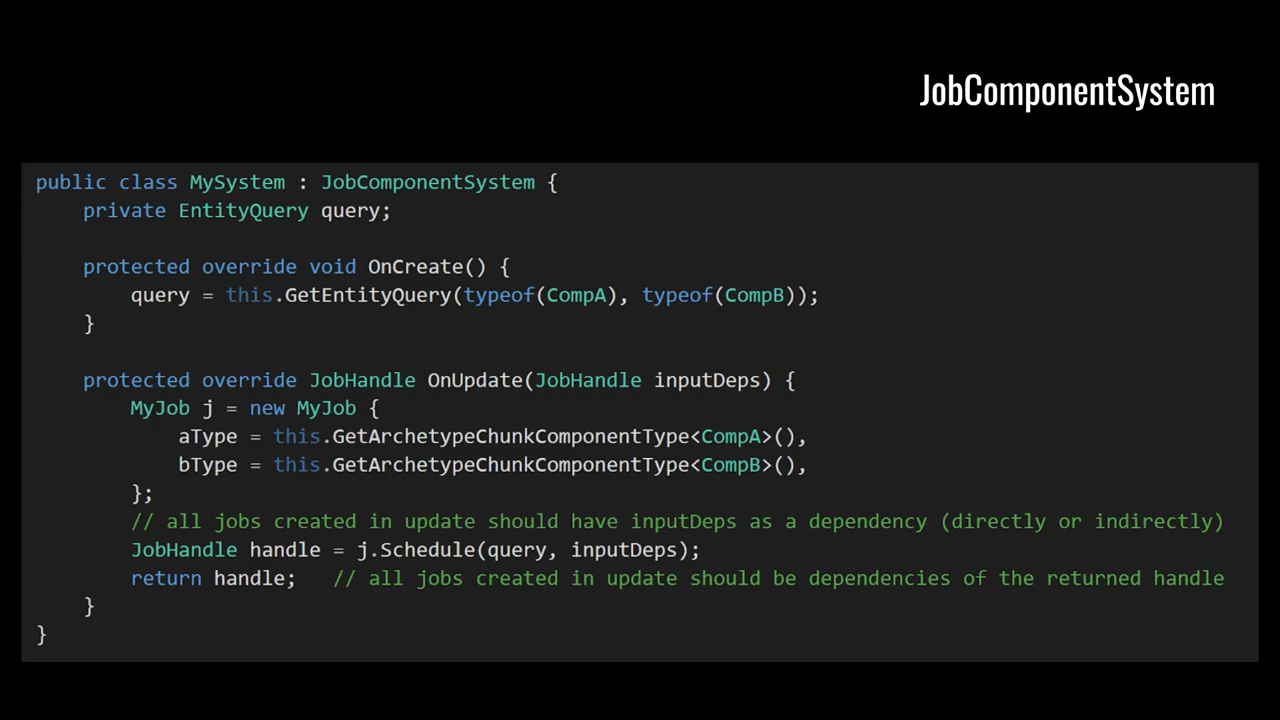 JobComponentSystem
public class MySystem : JobComponentSystem {
    private EntityQuery query;
    protected override void OnCreate() {
        query = this.GetEntityQuery(typeof(CompA), typeof(CompB));
    }
    protected override JobHandle OnUpdate(JobHandle inputDeps) {
        MyJob j = new MyJob {
            aType = this.GetArchetypeChunkComponentType<CompA>(),
            bType = this.GetArchetypeChunkComponentType<CompB>(),
        };
        // all jobs created in update should have inputDeps as a dependency (directly or indirectly)
        JobHandle handle = j.Schedule(query, inputDeps);
        return handle;   // all jobs created in update should be dependencies of the returned handle
    }
}